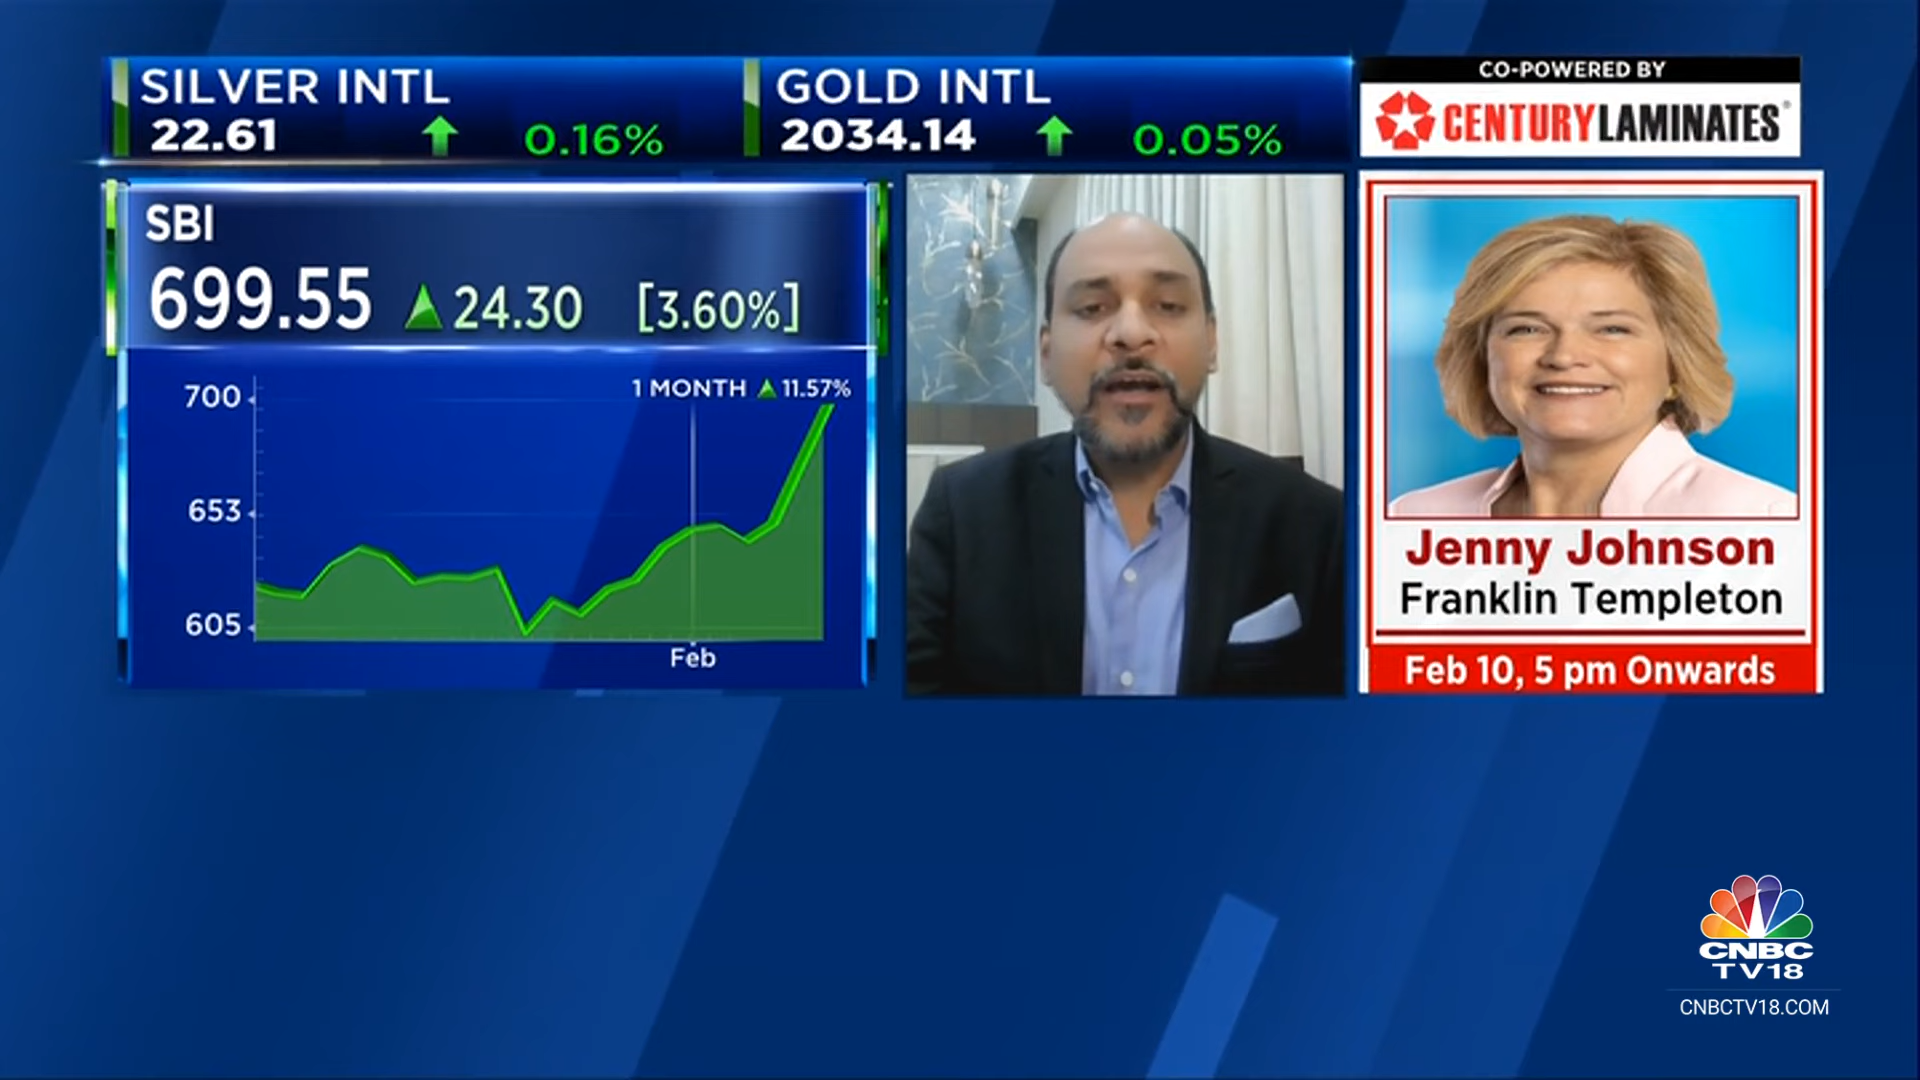 SILVER INTL
22.61 0.16%
GOLD INTL
2034.14 0.05%
CO-POWERED BY
CENTURYLAMINATES®
SBI
699.55 ▲24.30 [3.60%]
1 MONTH ▲ 11.57%
700
653
605
Feb
Jenny Johnson
Franklin Templeton
Feb 10, 5 pm Onwards
CNBC
TV18
CNBCTV18.COM